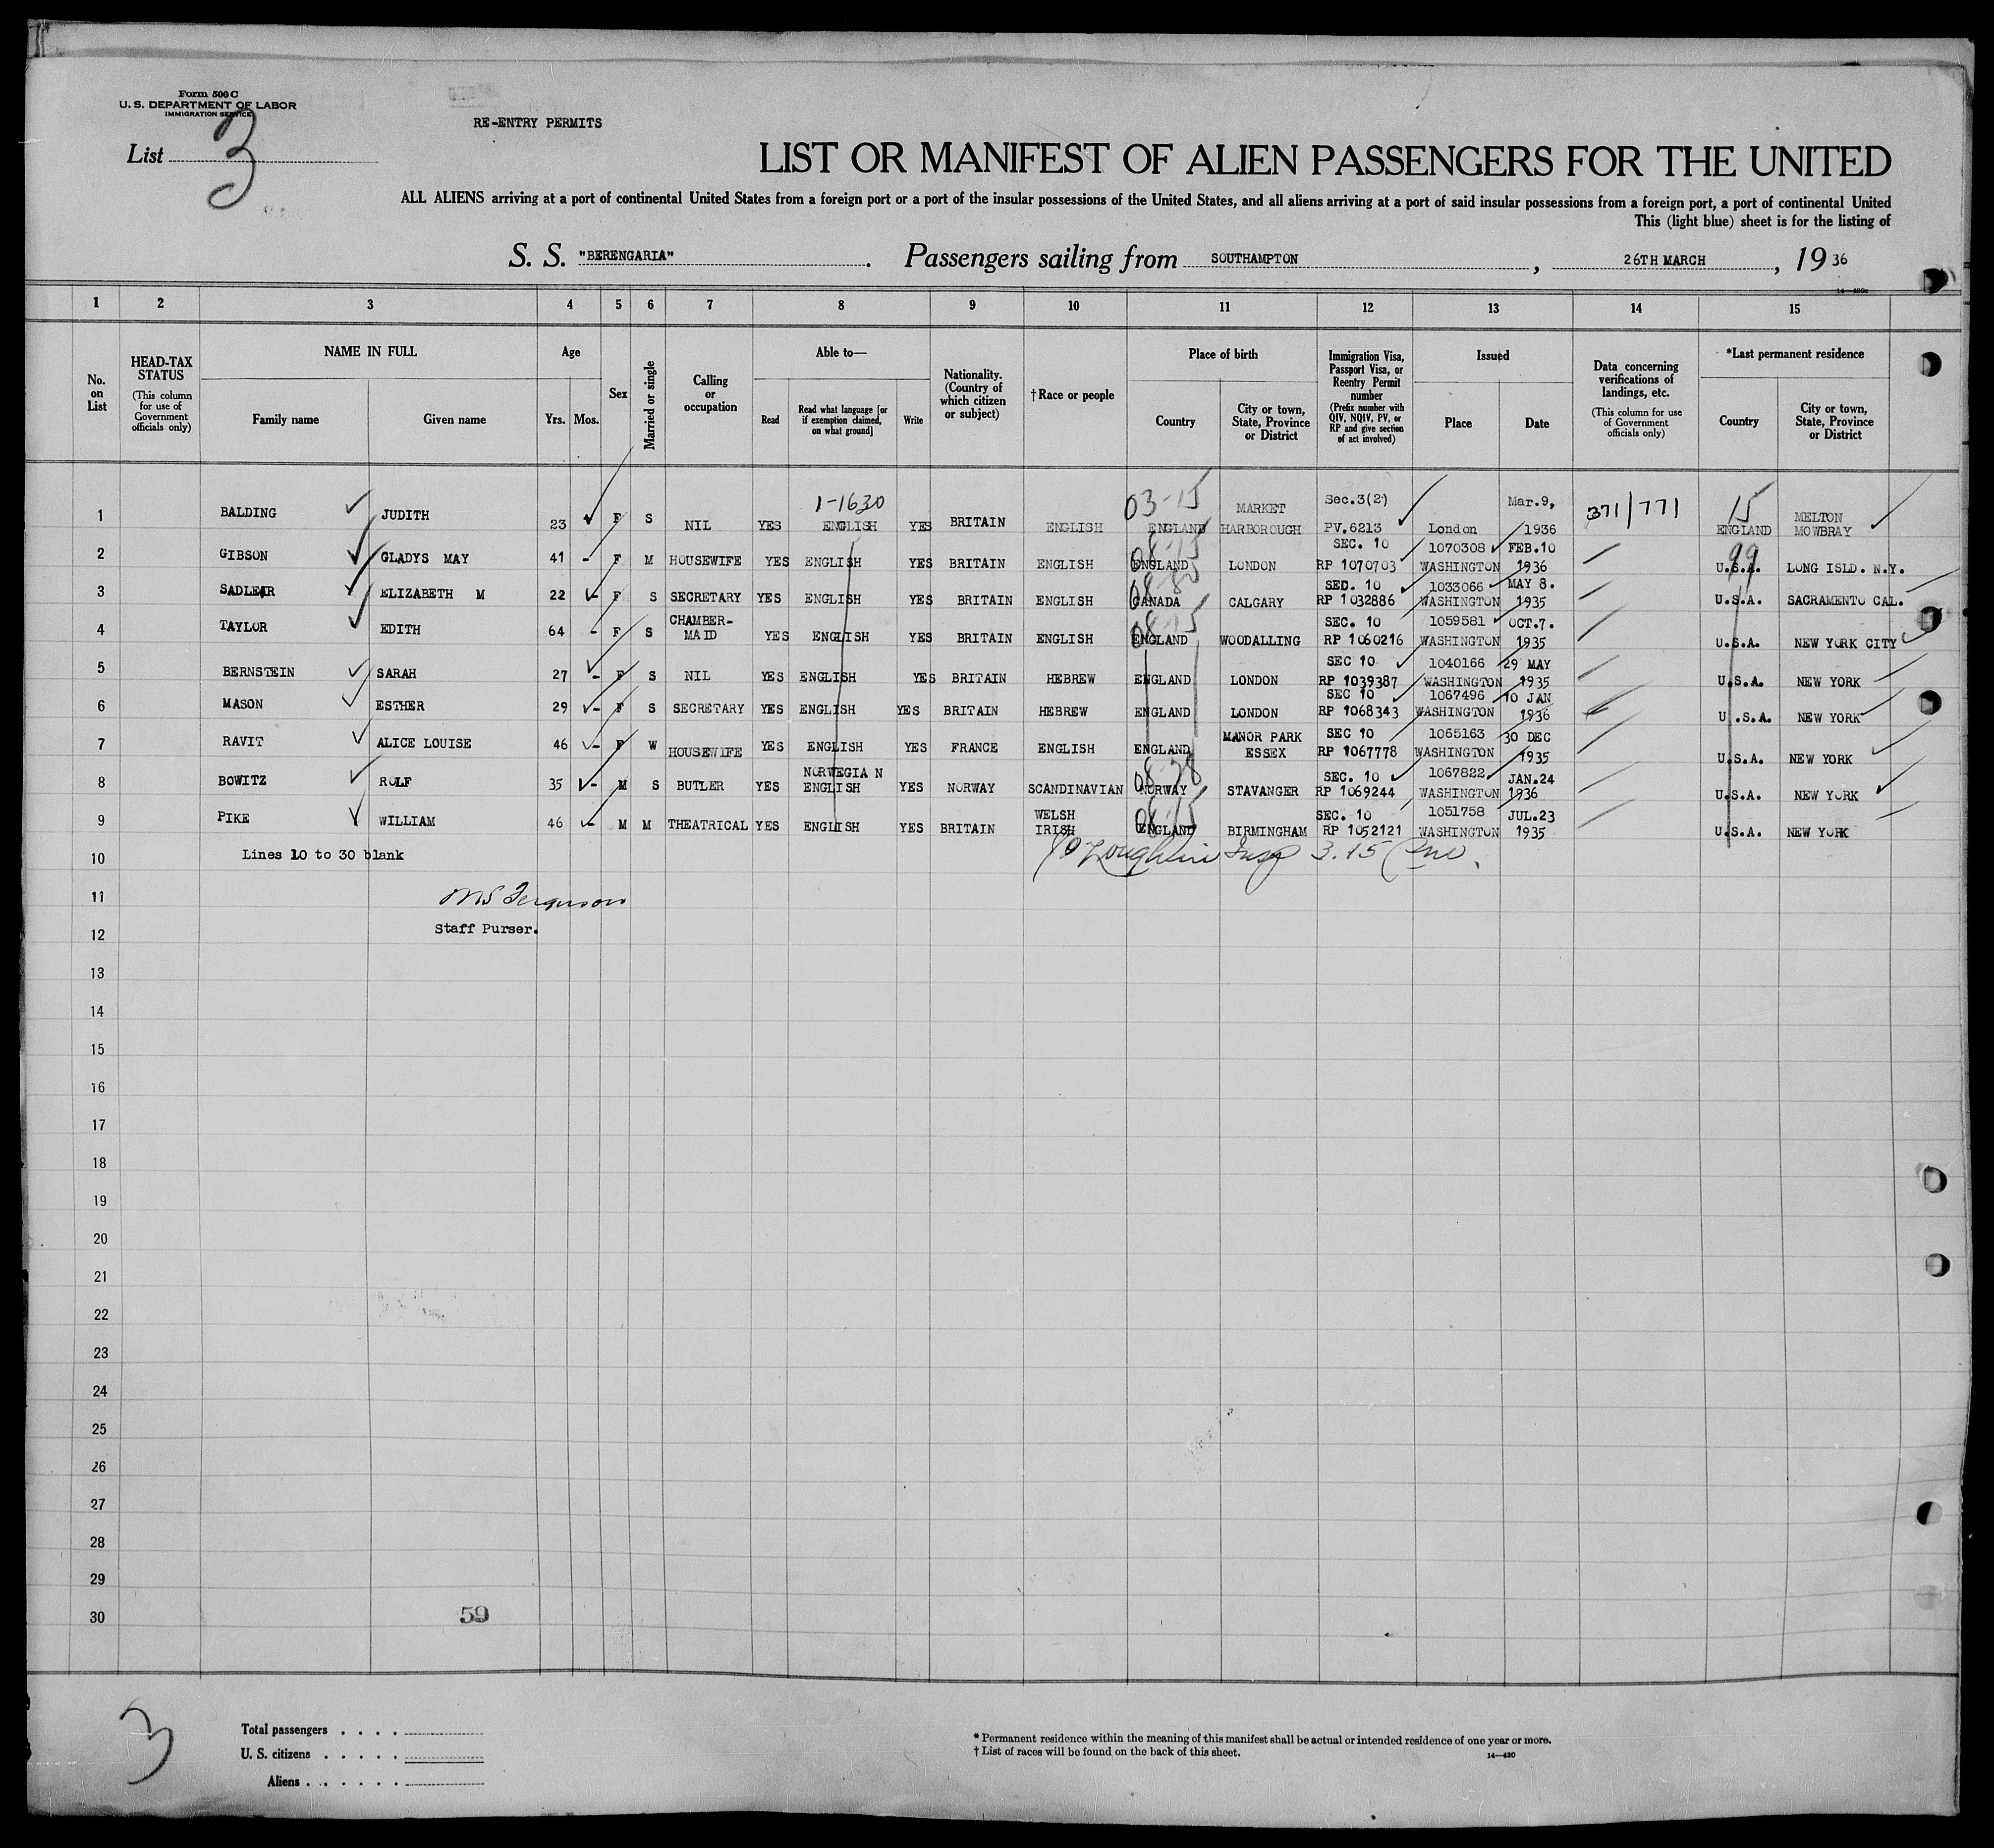 Form 500 C
U. S. DEPARTMENT OF LABOR
IMMIGRATION SERVICE
RE-ENTRY PERMITS
List 3
LIST OR MANIFEST OF ALIEN PASSENGERS FOR THE UNITED
ALL ALIENS arriving at a port of continental United States from a foreign port or a port of the insular possessions of the United States, and all aliens arriving at a port of said insular possessions from a foreign port, a port of continental United
This (light blue) sheet is for the listing of
S. S. "BERENGARIA". Passengers sailing from SOUTHAMPTON, 26TH MARCH, 1936
1 2 3 4 5 6 7 8 9 10 11 12 13 14 15
No. on List
HEAD-TAX STATUS (This column for use of Government officials only)
NAME IN FULL
Family name Given name
Age
Yrs. Mos.
Sex
Married or single
Calling or occupation
Able to—
Read Read what language [or if exemption claimed, on what ground] Write
Nationality. (Country of which citizen or subject)
†Race or people
Place of birth
Country City or town, State, Province or District
Immigration Visa, Passport Visa, or Reentry Permit number (Prefix number with QIV, NQIV, PV, or RP and give section of act involved)
Issued
Place Date
Data concerning verifications of landings, etc. (This column for use of Government officials only)
*Last permanent residence
Country City or town, State, Province or District
1 BALDING JUDITH 23 F S NIL YES 1-1630 ENGLISH YES BRITAIN ENGLISH 03-15 ENGLAND MARKET HARBOROUGH Sec.3(2) PV.6213 London Mar.9, 1936 371/771 15 ENGLAND MELTON MOWBRAY
2 GIBSON GLADYS MAY 41 - F M HOUSEWIFE YES ENGLISH YES BRITAIN ENGLISH 08-15 ENGLAND LONDON SEC. 10 RP 1070703 1070308 WASHINGTON FEB.10 1936 99 U.S.A. LONG ISLD. N.Y.
3 SADLEIR ELIZABETH M 22 - F S SECRETARY YES ENGLISH YES BRITAIN ENGLISH CANADA CALGARY SED. 10 RP 1032886 1033066 WASHINGTON MAY 8. 1935 U.S.A. SACRAMENTO CAL.
4 TAYLOR EDITH 64 - F S CHAMBER-MAID YES ENGLISH YES BRITAIN ENGLISH 08-15 ENGLAND WOODALLING SEC. 10 RP 1060216 1059581 WASHINGTON OCT.7. 1935 U.S.A. NEW YORK CITY
5 BERNSTEIN SARAH 27 - F S NIL YES ENGLISH YES BRITAIN HEBREW ENGLAND LONDON SEC 10 RP 1039387 1040166 WASHINGTON 29 MAY 1935 U.S.A. NEW YORK
6 MASON ESTHER 29 - F S SECRETARY YES ENGLISH YES BRITAIN HEBREW ENGLAND LONDON SEC 10 RP 1068343 1067496 WASHINGTON 10 JAN 1936 U.S.A. NEW YORK
7 RAVIT ALICE LOUISE 46 - F W HOUSEWIFE YES ENGLISH YES FRANCE ENGLISH ENGLAND MANOR PARK ESSEX SEC 10 RP 1067778 1065163 WASHINGTON 30 DEC 1935 U.S.A. NEW YORK
8 BOWITZ ROLF 35 - M S BUTLER YES NORWEGIAN ENGLISH YES NORWAY SCANDINAVIAN 08-28 NORWAY STAVANGER SEC. 10 RP 1069244 1067822 WASHINGTON JAN.24 1936 U.S.A. NEW YORK
9 PIKE WILLIAM 46 - M M THEATRICAL YES ENGLISH YES BRITAIN WELSH IRISH 08-15 ENGLAND BIRMINGHAM SEC. 10 RP 1052121 1051758 WASHINGTON JUL.23 1935 U.S.A. NEW YORK
10 Lines 10 to 30 blank
11 Ferguson
12 Staff Purser.
13
14
15
16
17
18
19
20
21
22
23
24
25
26
27
28
29
30 59
3
Total passengers
U. S. citizens
Aliens
* Permanent residence within the meaning of this manifest shall be actual or intended residence of one year or more.
† List of races will be found on the back of this sheet.
14—430